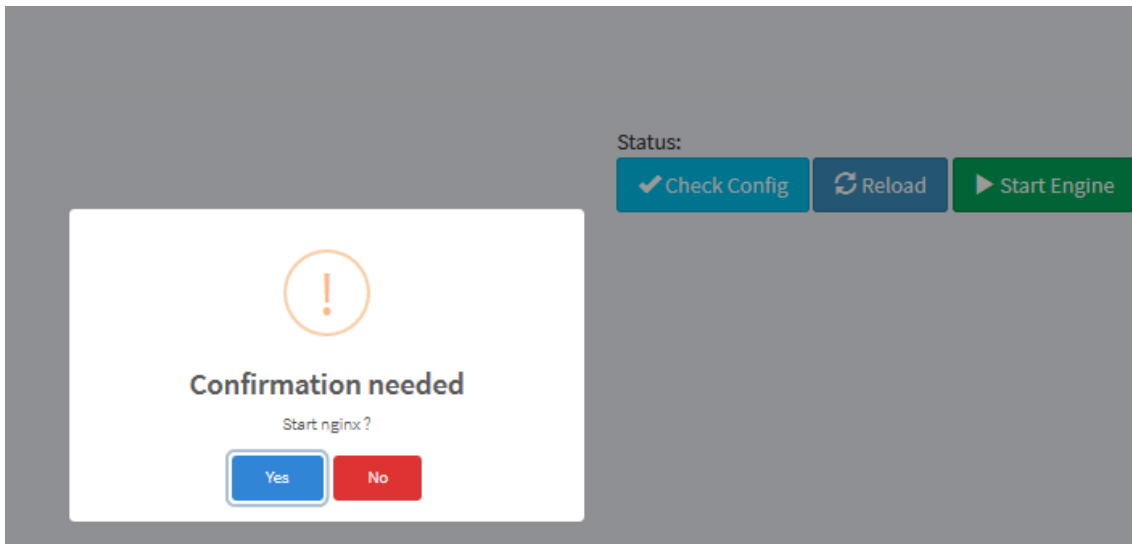 Status:
Check Config Reload Start Engine
Confirmation needed
Start nginx ?
Yes No